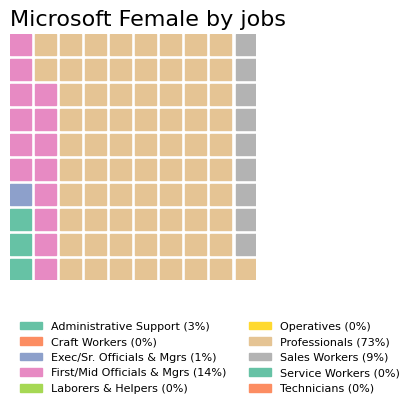 Microsoft Female by jobs
Administrative Support (3%)
Craft Workers (0%)
Exec/Sr. Officials & Mgrs (1%)
First/Mid Officials & Mgrs (14%)
Laborers & Helpers (0%)
Operatives (0%)
Professionals (73%)
Sales Workers (9%)
Service Workers (0%)
Technicians (0%)